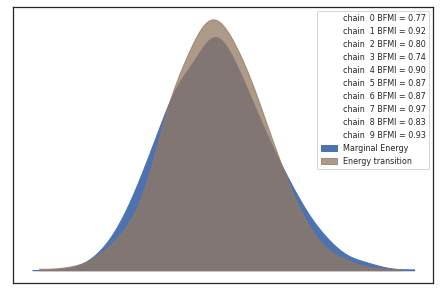 chain  0 BFMI = 0.77
chain  1 BFMI = 0.92
chain  2 BFMI = 0.80
chain  3 BFMI = 0.74
chain  4 BFMI = 0.90
chain  5 BFMI = 0.87
chain  6 BFMI = 0.87
chain  7 BFMI = 0.97
chain  8 BFMI = 0.83
chain  9 BFMI = 0.93
Marginal Energy
Energy transition